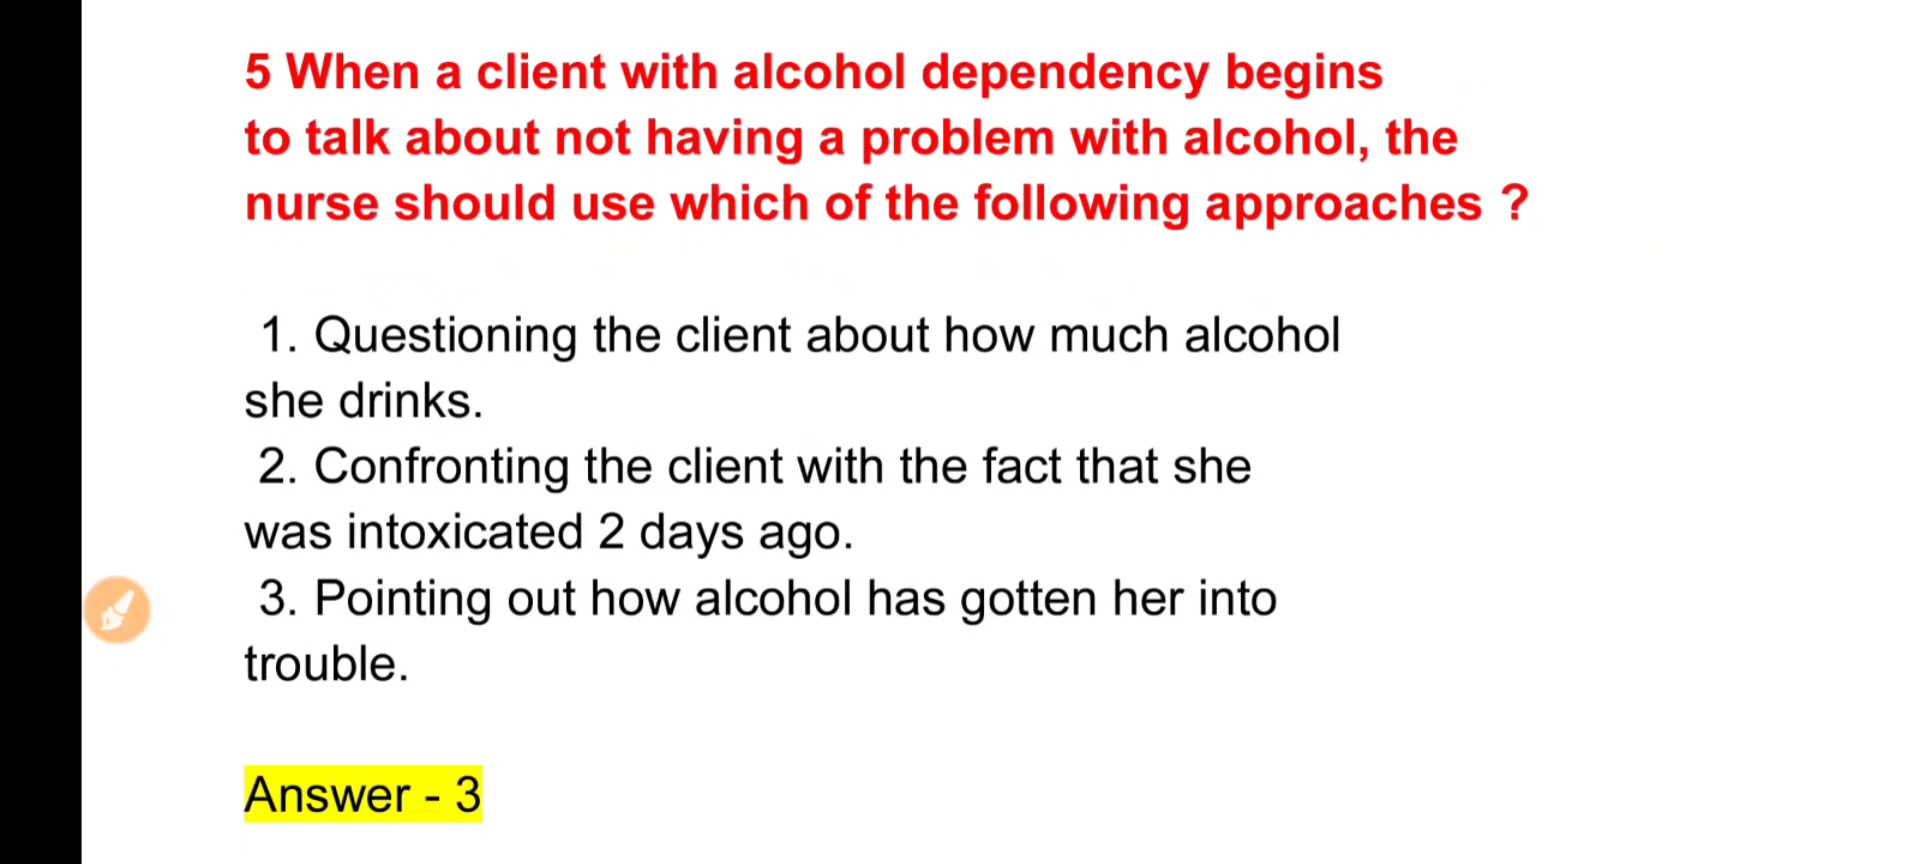 5 When a client with alcohol dependency begins
to talk about not having a problem with alcohol, the
nurse should use which of the following approaches ?
1. Questioning the client about how much alcohol
she drinks.
2. Confronting the client with the fact that she
was intoxicated 2 days ago.
3. Pointing out how alcohol has gotten her into
trouble.
Answer - 3